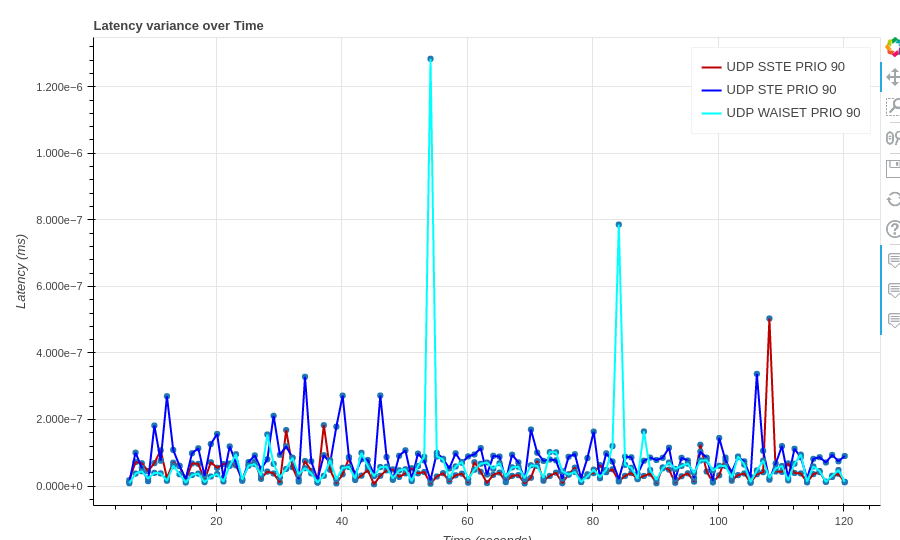 Latency variance over Time
UDP SSTE PRIO 90
UDP STE PRIO 90
UDP WAISET PRIO 90
Latency (ms)
1.200e−6
1.000e−6
8.000e−7
6.000e−7
4.000e−7
2.000e−7
0.000e+0
20 40 60 80 100 120
Time (seconds)